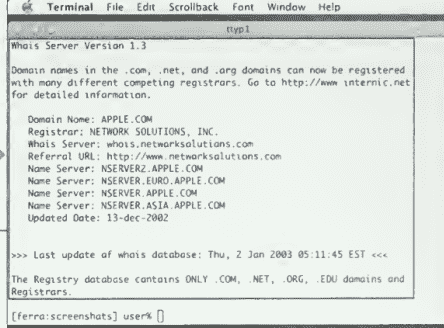 Terminal File Edit Scrollback Font Window Help
ttyp1
Whois Server Version 1.3
Domain names in the .com, .net, and .org domains can now be registered
with many different competing registrars. Go to http://www.internic.net
for detailed information.
Domain Name: APPLE.COM
Registrar: NETWORK SOLUTIONS, INC.
Whois Server: whois.networksolutions.com
Referral URL: http://www.networksolutions.com
Name Server: NSERVER2.APPLE.COM
Name Server: NSERVER.EURO.APPLE.COM
Name Server: NSERVER.APPLE.COM
Name Server: NSERVER.ASIA.APPLE.COM
Updated Date: 13-dec-2002
>>> Last update of whois database: Thu, 2 Jan 2003 05:11:45 EST <<<
The Registry database contains ONLY .COM, .NET, .ORG, .EDU domains and
Registrars.
[ferra:screenshats] user%